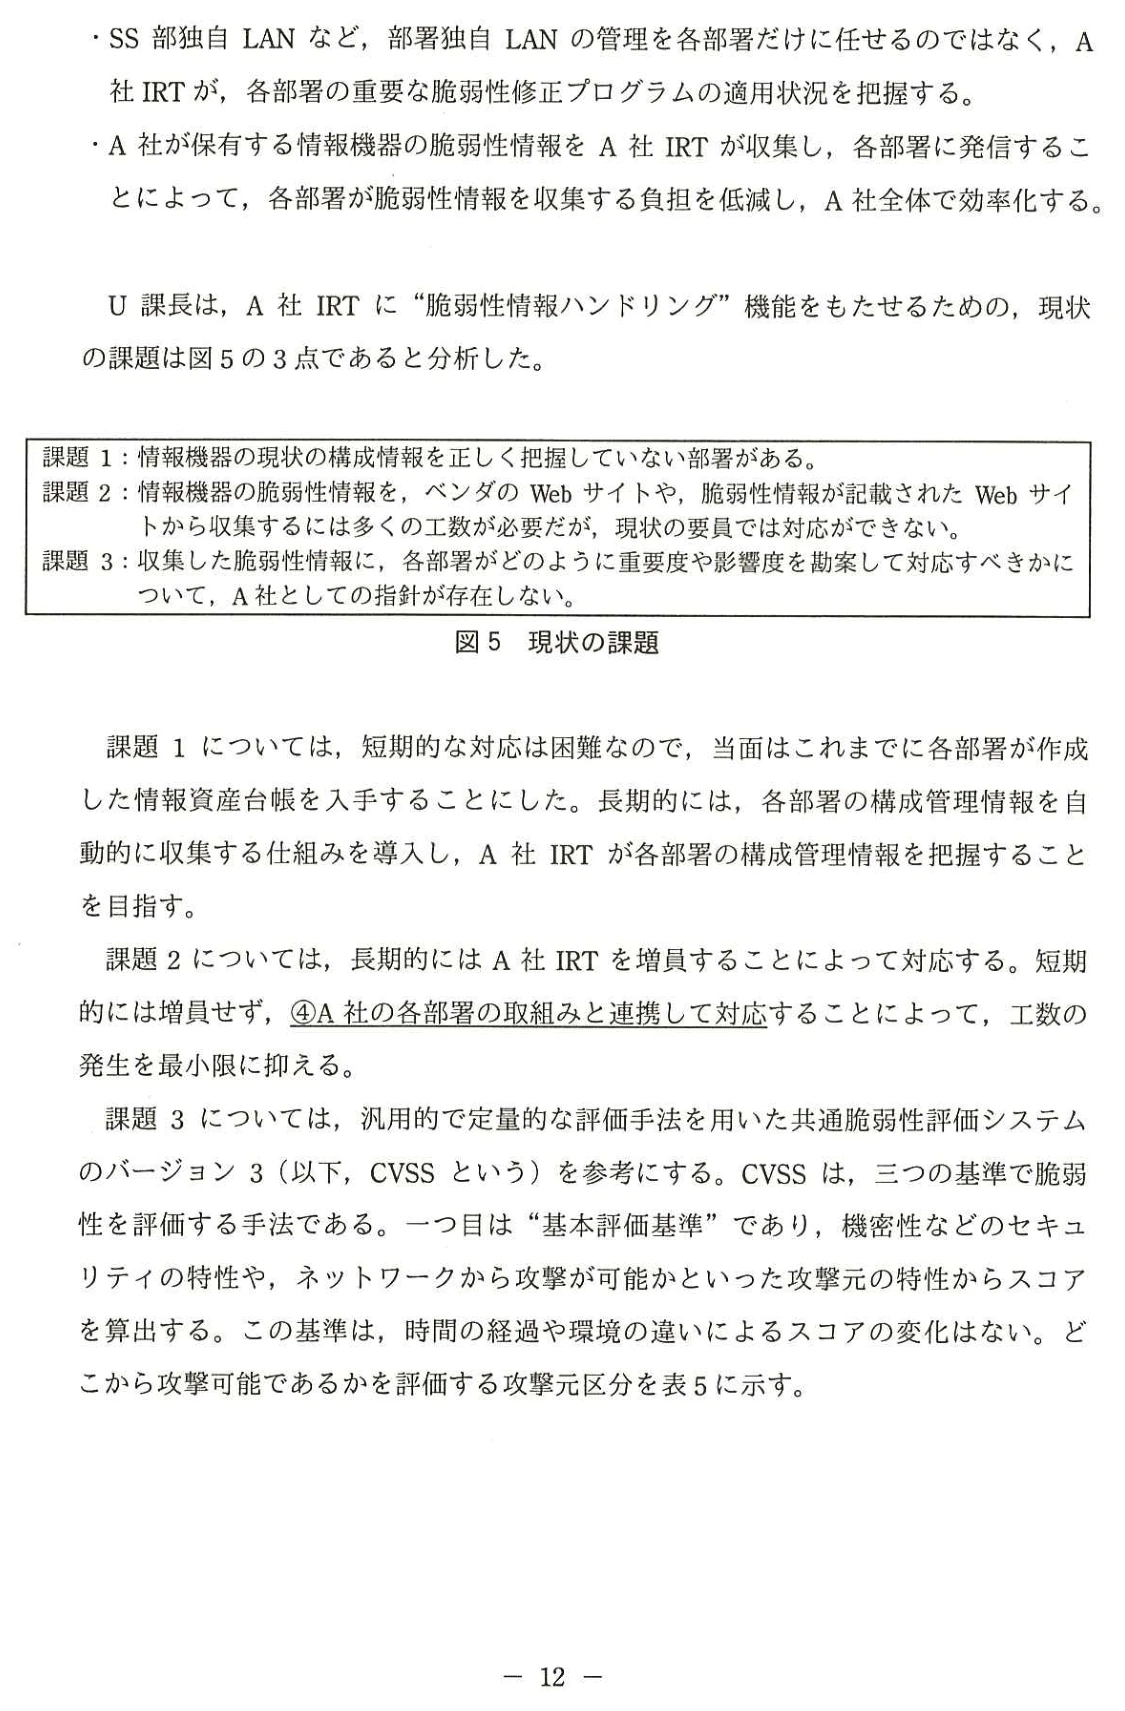 ・SS 部独自 LAN など，部署独自 LAN の管理を各部署だけに任せるのではなく，A
社 IRT が，各部署の重要な脆弱性修正プログラムの適用状況を把握する。
・A 社が保有する情報機器の脆弱性情報を A 社 IRT が収集し，各部署に発信するこ
とによって，各部署が脆弱性情報を収集する負担を低減し，A 社全体で効率化する。
U 課長は，A 社 IRT に“脆弱性情報ハンドリング”機能をもたせるための，現状
の課題は図 5 の 3 点であると分析した。
課題 1：情報機器の現状の構成情報を正しく把握していない部署がある。
課題 2：情報機器の脆弱性情報を，ベンダの Web サイトや，脆弱性情報が記載された Web サイ
トから収集するには多くの工数が必要だが，現状の要員では対応ができない。
課題 3：収集した脆弱性情報に，各部署がどのように重要度や影響度を勘案して対応すべきかに
ついて，A 社としての指針が存在しない。
図 5　現状の課題
課題 1 については，短期的な対応は困難なので，当面はこれまでに各部署が作成
した情報資産台帳を入手することにした。長期的には，各部署の構成管理情報を自
動的に収集する仕組みを導入し，A 社 IRT が各部署の構成管理情報を把握すること
を目指す。
課題 2 については，長期的には A 社 IRT を増員することによって対応する。短期
的には増員せず，④A 社の各部署の取組みと連携して対応することによって，工数の
発生を最小限に抑える。
課題 3 については，汎用的で定量的な評価手法を用いた共通脆弱性評価システム
のバージョン 3（以下，CVSS という）を参考にする。CVSS は，三つの基準で脆弱
性を評価する手法である。一つ目は“基本評価基準”であり，機密性などのセキュ
リティの特性や，ネットワークから攻撃が可能かといった攻撃元の特性からスコア
を算出する。この基準は，時間の経過や環境の違いによるスコアの変化はない。ど
こから攻撃可能であるかを評価する攻撃元区分を表 5 に示す。
－ 12 －